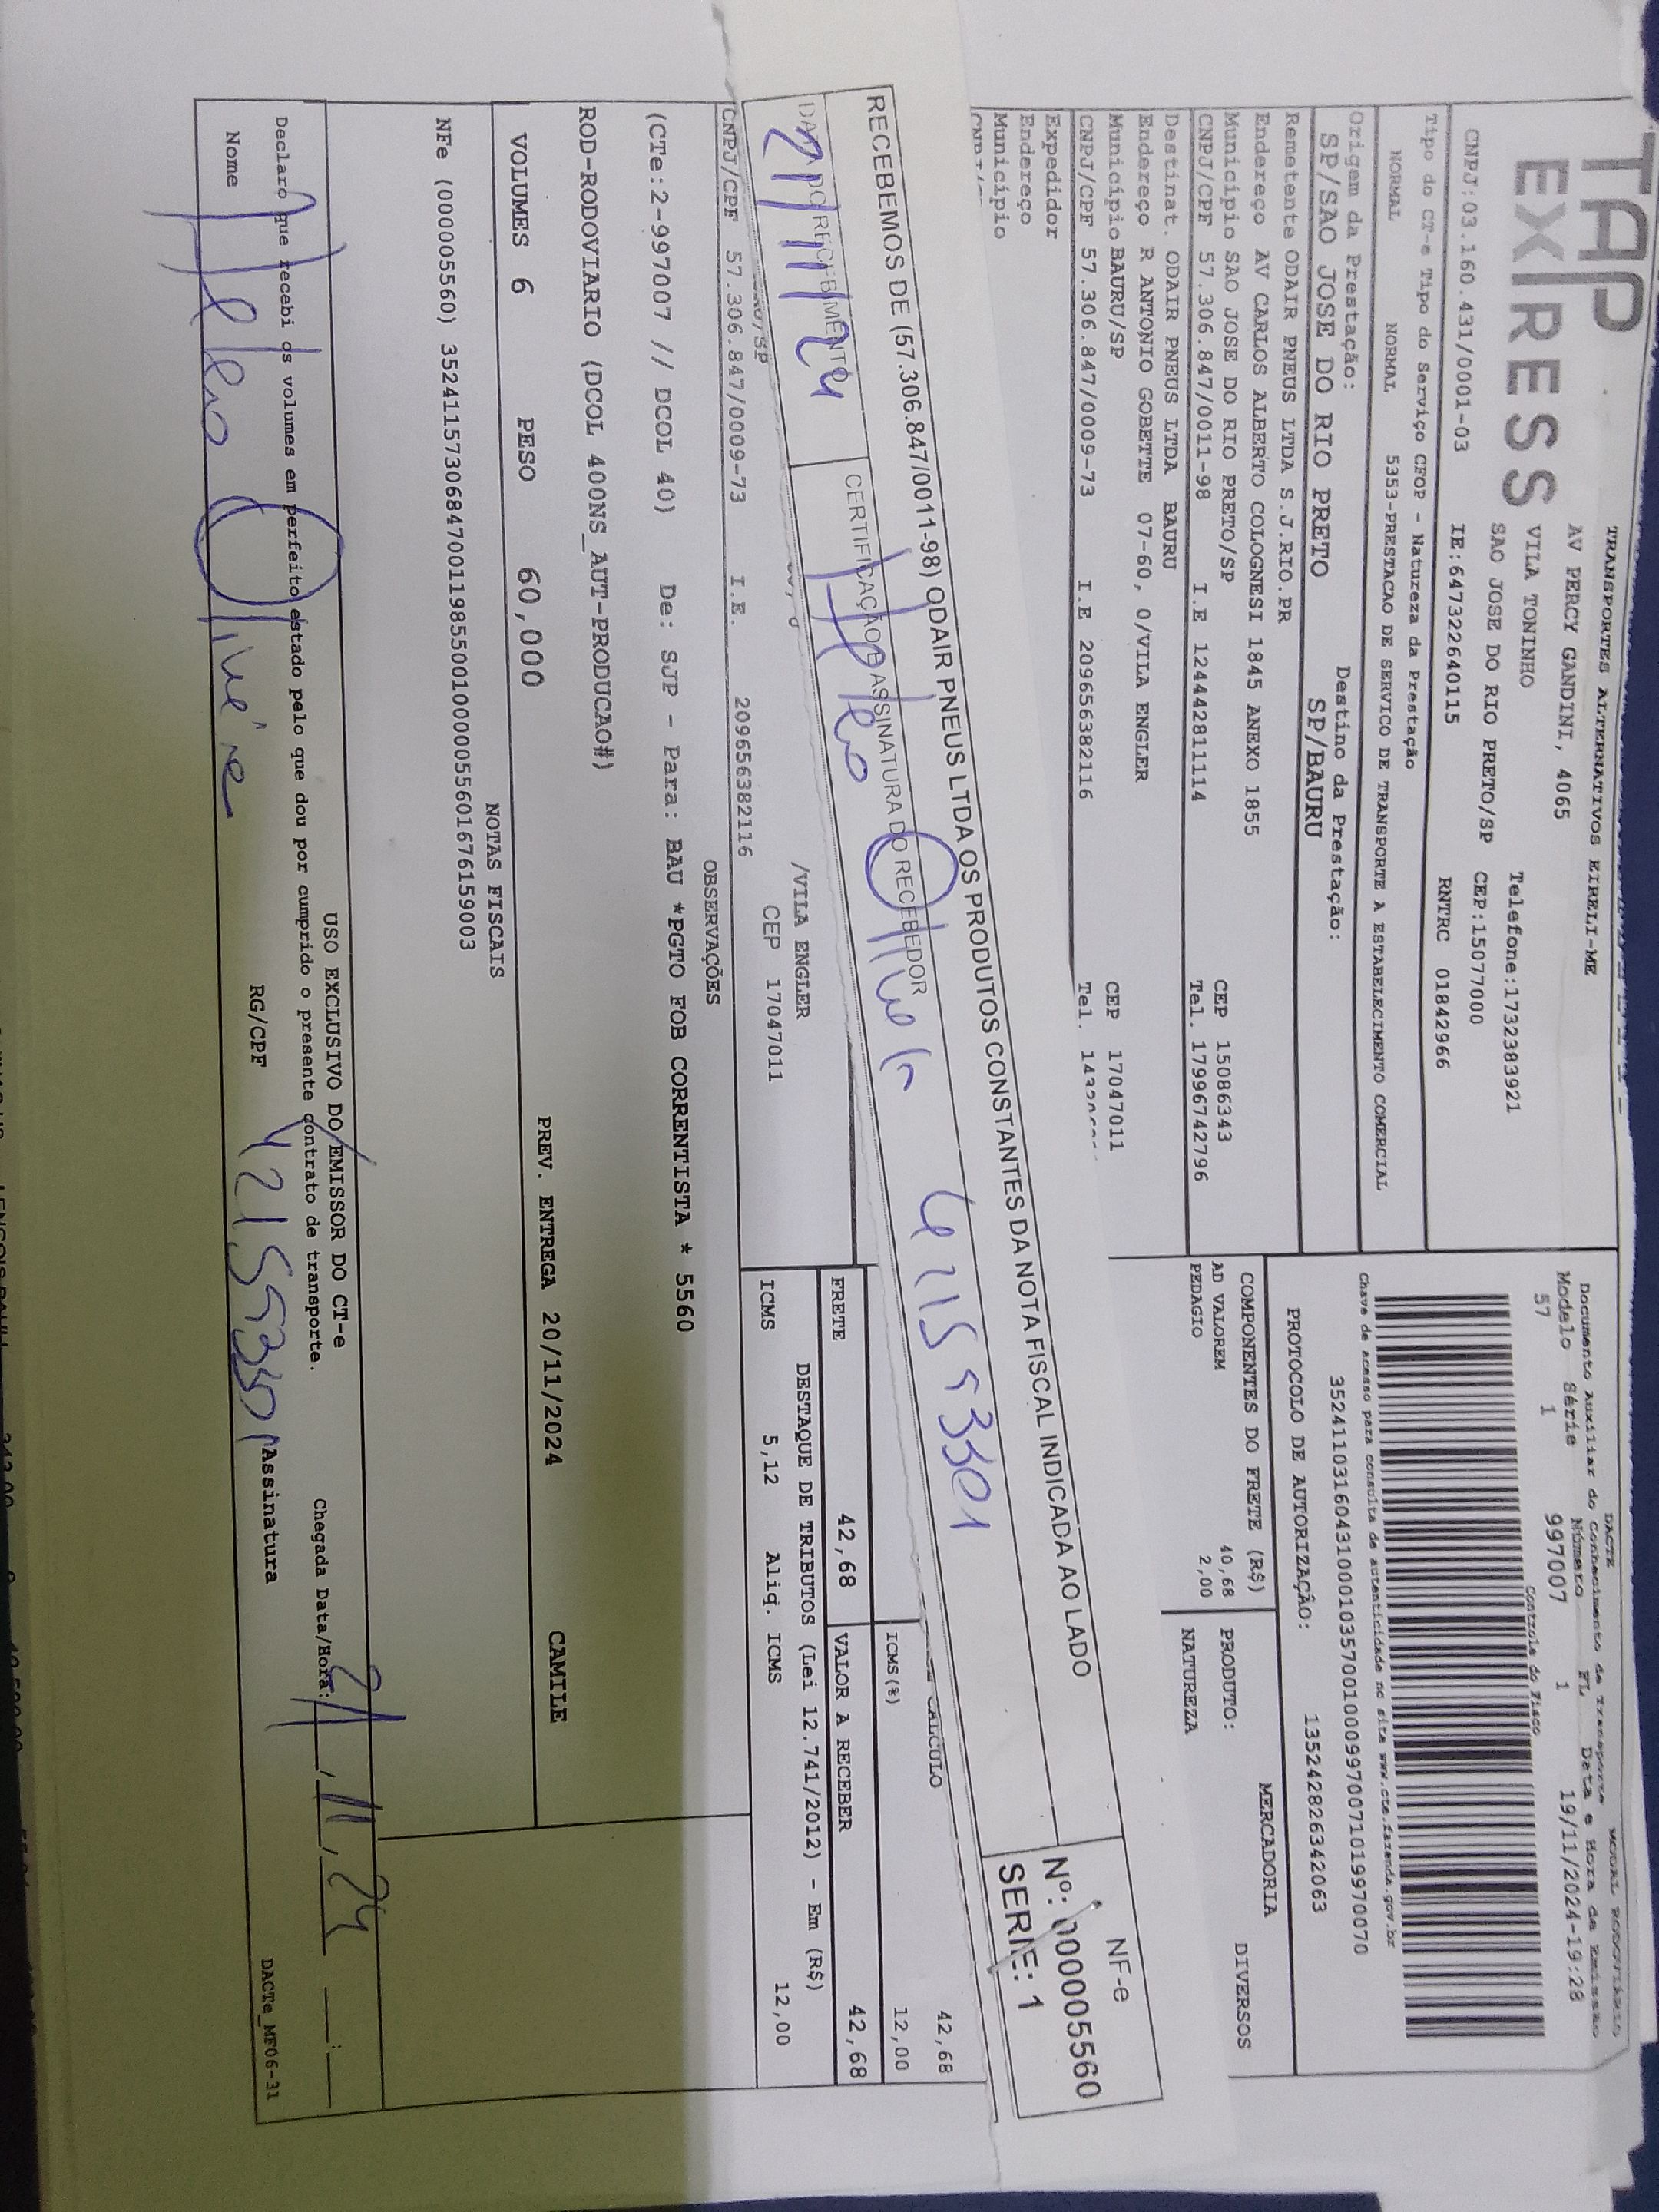 TAP
EXPRESS
TRANSPORTES ALTERNATIVOS EIRELI-ME
AV PERCY GANDINI, 4065
VILA TONINHO Telefone:1732383921
SAO JOSE DO RIO PRETO/SP CEP:15077000
CNPJ:03.160.431/0001-03 IE:647322640115 RNTRC 01842966
Tipo do CT-e Tipo do Serviço CFOP - Natureza da Prestação
NORMAL NORMAL 5353-PRESTACAO DE SERVICO DE TRANSPORTE A ESTABELECIMENTO COMERCIAL
Origem da Prestação: Destino da Prestação:
SP/SAO JOSE DO RIO PRETO SP/BAURU
Remetente ODAIR PNEUS LTDA S.J.RIO.PR
Endereço AV CARLOS ALBERTO COLOGNESI 1845 ANEXO 1855
Município SAO JOSE DO RIO PRETO/SP CEP 15086343
CNPJ/CPF 57.306.847/0011-98 I.E 124442811114 Tel. 17996742796
Destinat. ODAIR PNEUS LTDA BAURU
Endereço R ANTONIO GOBETTE 07-60, 0/VILA ENGLER
Município BAURU/SP CEP 17047011
CNPJ/CPF 57.306.847/0009-73 I.E 209656382116 Tel.
Expedidor
Endereço
Município
DACTE MODAL RODOVIÁRIO
Documento Auxiliar do Conhecimento de Transporte
Modelo Série Número FL Data e Hora de Emissão
57 1 997007 1 19/11/2024-19:28
Controle do Fisco
Chave de acesso para consulta de autenticidade no site www.cte.fazenda.gov.br
35241103160431000103570010009970071019970070
PROTOCOLO DE AUTORIZAÇÃO: 135242826342063
COMPONENTES DO FRETE (R$) MERCADORIA
AD VALOREM 40,68 PRODUTO: DIVERSOS
PEDAGIO 2,00 NATUREZA
RECEBEMOS DE (57.306.847/0011-98) ODAIR PNEUS LTDA OS PRODUTOS CONSTANTES DA NOTA FISCAL INDICADA AO LADO
DATA DO RECEBIMENTO CERTIFICAÇÃO E ASSINATURA DO RECEBEDOR
21/11/24 421593301
NF-e
Nº: 000005560
SERIE: 1
CALCULO 42,68
ICMS(%) 12,00
FRETE 42,68 VALOR A RECEBER 42,68
DESTAQUE DE TRIBUTOS (Lei 12.741/2012) - Em (R$)
ICMS 5,12 Aliq. ICMS 12,00
/VILA ENGLER
CEP 17047011
CNPJ/CPF 57.306.847/0009-73 I.E. 209656382116
OBSERVAÇÕES
(CTe:2-997007 // DCOL 40) De: SJP - Para: BAU *PGTO FOB CORRENTISTA * 5560
ROD-RODOVIARIO (DCOL 400NS_AUT-PRODUCAO#)
VOLUMES 6 PESO 60,000 PREV. ENTREGA 20/11/2024 CAMILE
NOTAS FISCAIS
NFe (000005560) 35241157306847001198550010000055601676159003
USO EXCLUSIVO DO EMISSOR DO CT-e
Declaro que recebi os volumes em perfeito estado pelo que dou por cumprido o presente contrato de transporte. Chegada Data/Hora: 21/11/24
Nome RG/CPF 421593301 Assinatura
DACTe_MF06-31